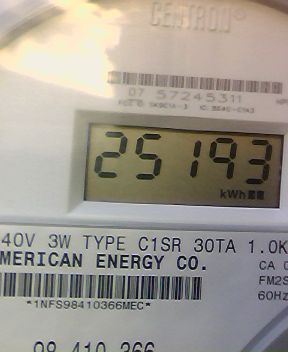 CENTRON®
07 57245311
25193
kWh
40V 3W TYPE C1SR 30TA 1.0K
MERICAN ENERGY CO.
CA 0
FM2S
*1NFS98410366MEC*
60Hz
98 410 366